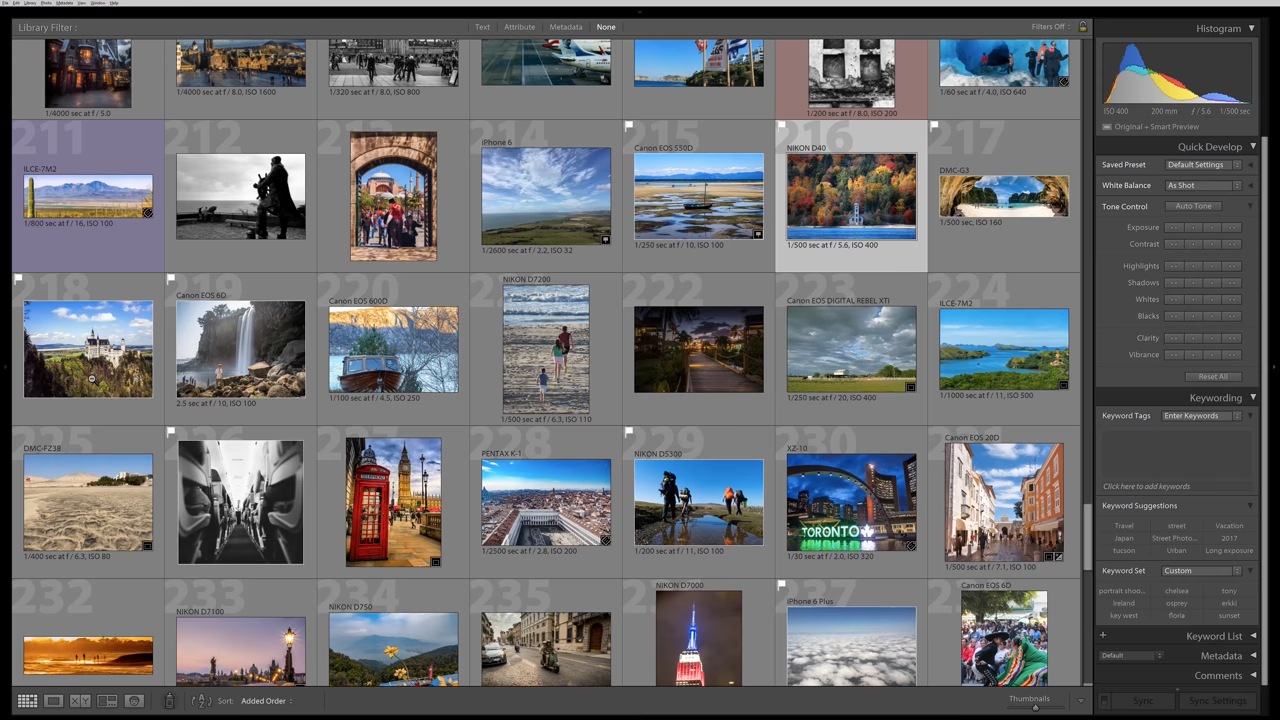 File Edit Library Photo Metadata View Window Help
Library Filter :
Text Attribute Metadata None
Filters Off :
Histogram
1/4000 sec at f / 5.0
1/4000 sec at f / 8.0, ISO 1600
1/320 sec at f / 8.0, ISO 800
1/200 sec at f / 8.0, ISO 200
1/60 sec at f / 4.0, ISO 640
ISO 400 200 mm f / 5.6 1/500 sec
Original + Smart Preview
211
ILCE-7M2
1/800 sec at f / 16, ISO 100
212
214
iPhone 6
1/2600 sec at f / 2.2, ISO 32
215
Canon EOS 550D
1/250 sec at f / 10, ISO 100
216
NIKON D40
1/500 sec at f / 5.6, ISO 400
217
DMC-G3
1/500 sec, ISO 160
218
219
Canon EOS 6D
2.5 sec at f / 10, ISO 100
220
Canon EOS 600D
1/100 sec at f / 4.5, ISO 250
NIKON D7200
1/500 sec at f / 6.3, ISO 110
222
Canon EOS DIGITAL REBEL XTi
1/250 sec at f / 20, ISO 400
ILCE-7M2
1/1000 sec at f / 11, ISO 500
DMC-FZ38
1/400 sec at f / 6.3, ISO 80
226
228
PENTAX K-1
1/2500 sec at f / 2.8, ISO 200
229
NIKON D5300
1/200 sec at f / 11, ISO 100
230
XZ-10
TORONTO
1/30 sec at f / 2.0, ISO 320
Canon EOS 20D
1/500 sec at f / 7.1, ISO 100
232
233
NIKON D7100
234
NIKON D750
235
NIKON D7000
237
iPhone 6 Plus
Canon EOS 6D
Quick Develop
Saved Preset Default Settings
White Balance As Shot
Tone Control Auto Tone
Exposure
Contrast
Highlights
Shadows
Whites
Blacks
Clarity
Vibrance
Reset All
Keywording
Keyword Tags Enter Keywords
Click here to add keywords
Keyword Suggestions
Travel street Vacation
Japan Street Photo... 2017
tucson Urban Long exposure
Keyword Set Custom
portrait shoo... chelsea tony
ireland osprey erkki
key west floria sunset
Keyword List
Default Metadata
Comments
Sort: Added Order
Thumbnails
Sync Sync Settings